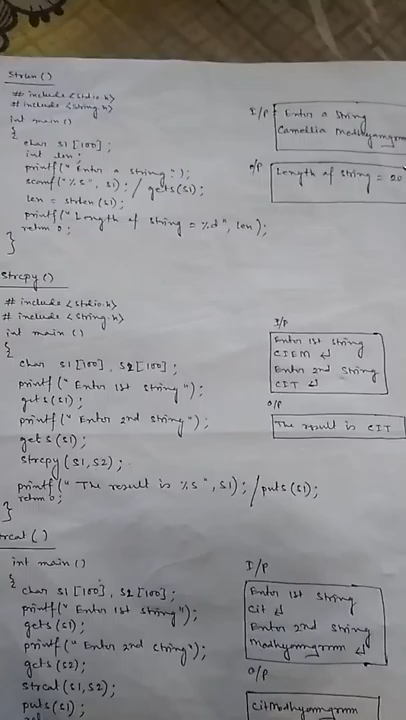 Strlen()
# include <stdio.h>
# include <string.h>
int main()
{
char s1[100];
int len;
printf("Enter a string:);
scanf("%s", s1); / gets(s1);
len = strlen(s1);
printf("Length of string = %d", len);
return 0;
}
I/P
Enter a string
Camellia
O/P
Length of string = 20
Strcpy()
# include <stdio.h>
# include <string.h>
int main()
{
char s1[100], s2[100];
printf("Enter 1st string");
gets(s1);
printf("Enter 2nd string");
gets(s1);
strcpy(s1,s2);
printf("The result is %s", s1); / puts(s1);
return 0;
}
I/P
Enter 1st string
CIEM ↵
Enter 2nd string
CIT ↵
O/P
The result is CIT
trcat()
int main()
{
char s1[100], s2[100];
printf("Enter 1st string");
gets(s1);
printf("Enter 2nd string");
gets(s2);
strcat(s1,s2);
puts(s1);
I/P
Enter 1st string
Cit ↵
Enter 2nd string
O/P